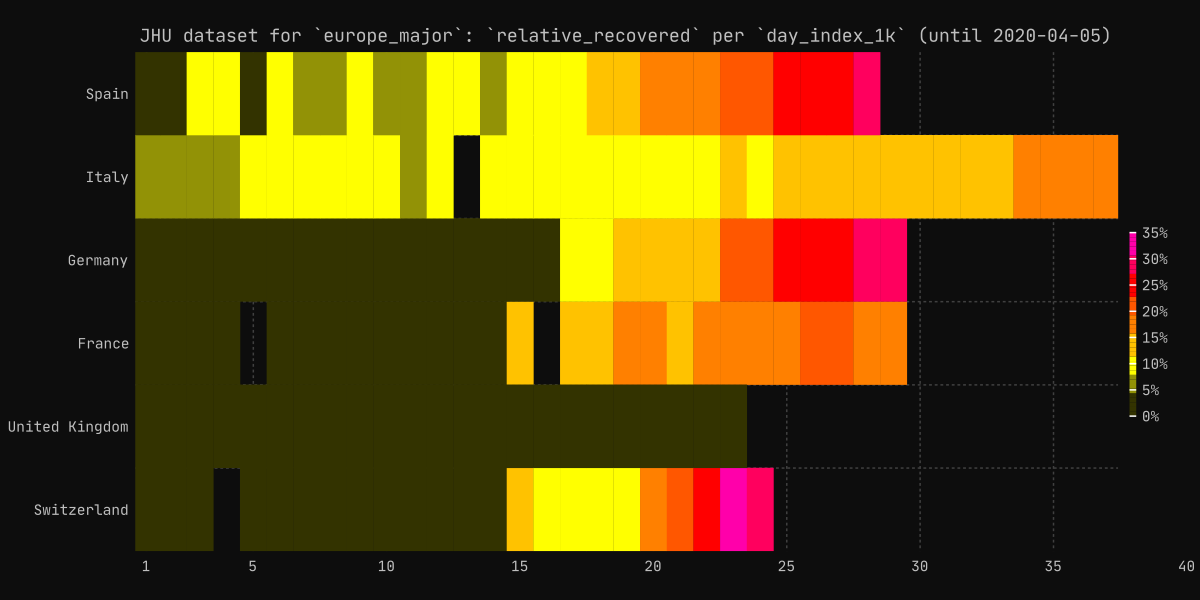 JHU dataset for `europe_major`: `relative_recovered` per `day_index_1k` (until 2020-04-05)
Spain
Italy
Germany
France
United Kingdom
Switzerland
35%
30%
25%
20%
15%
10%
5%
0%
1 5 10 15 20 25 30 35 40